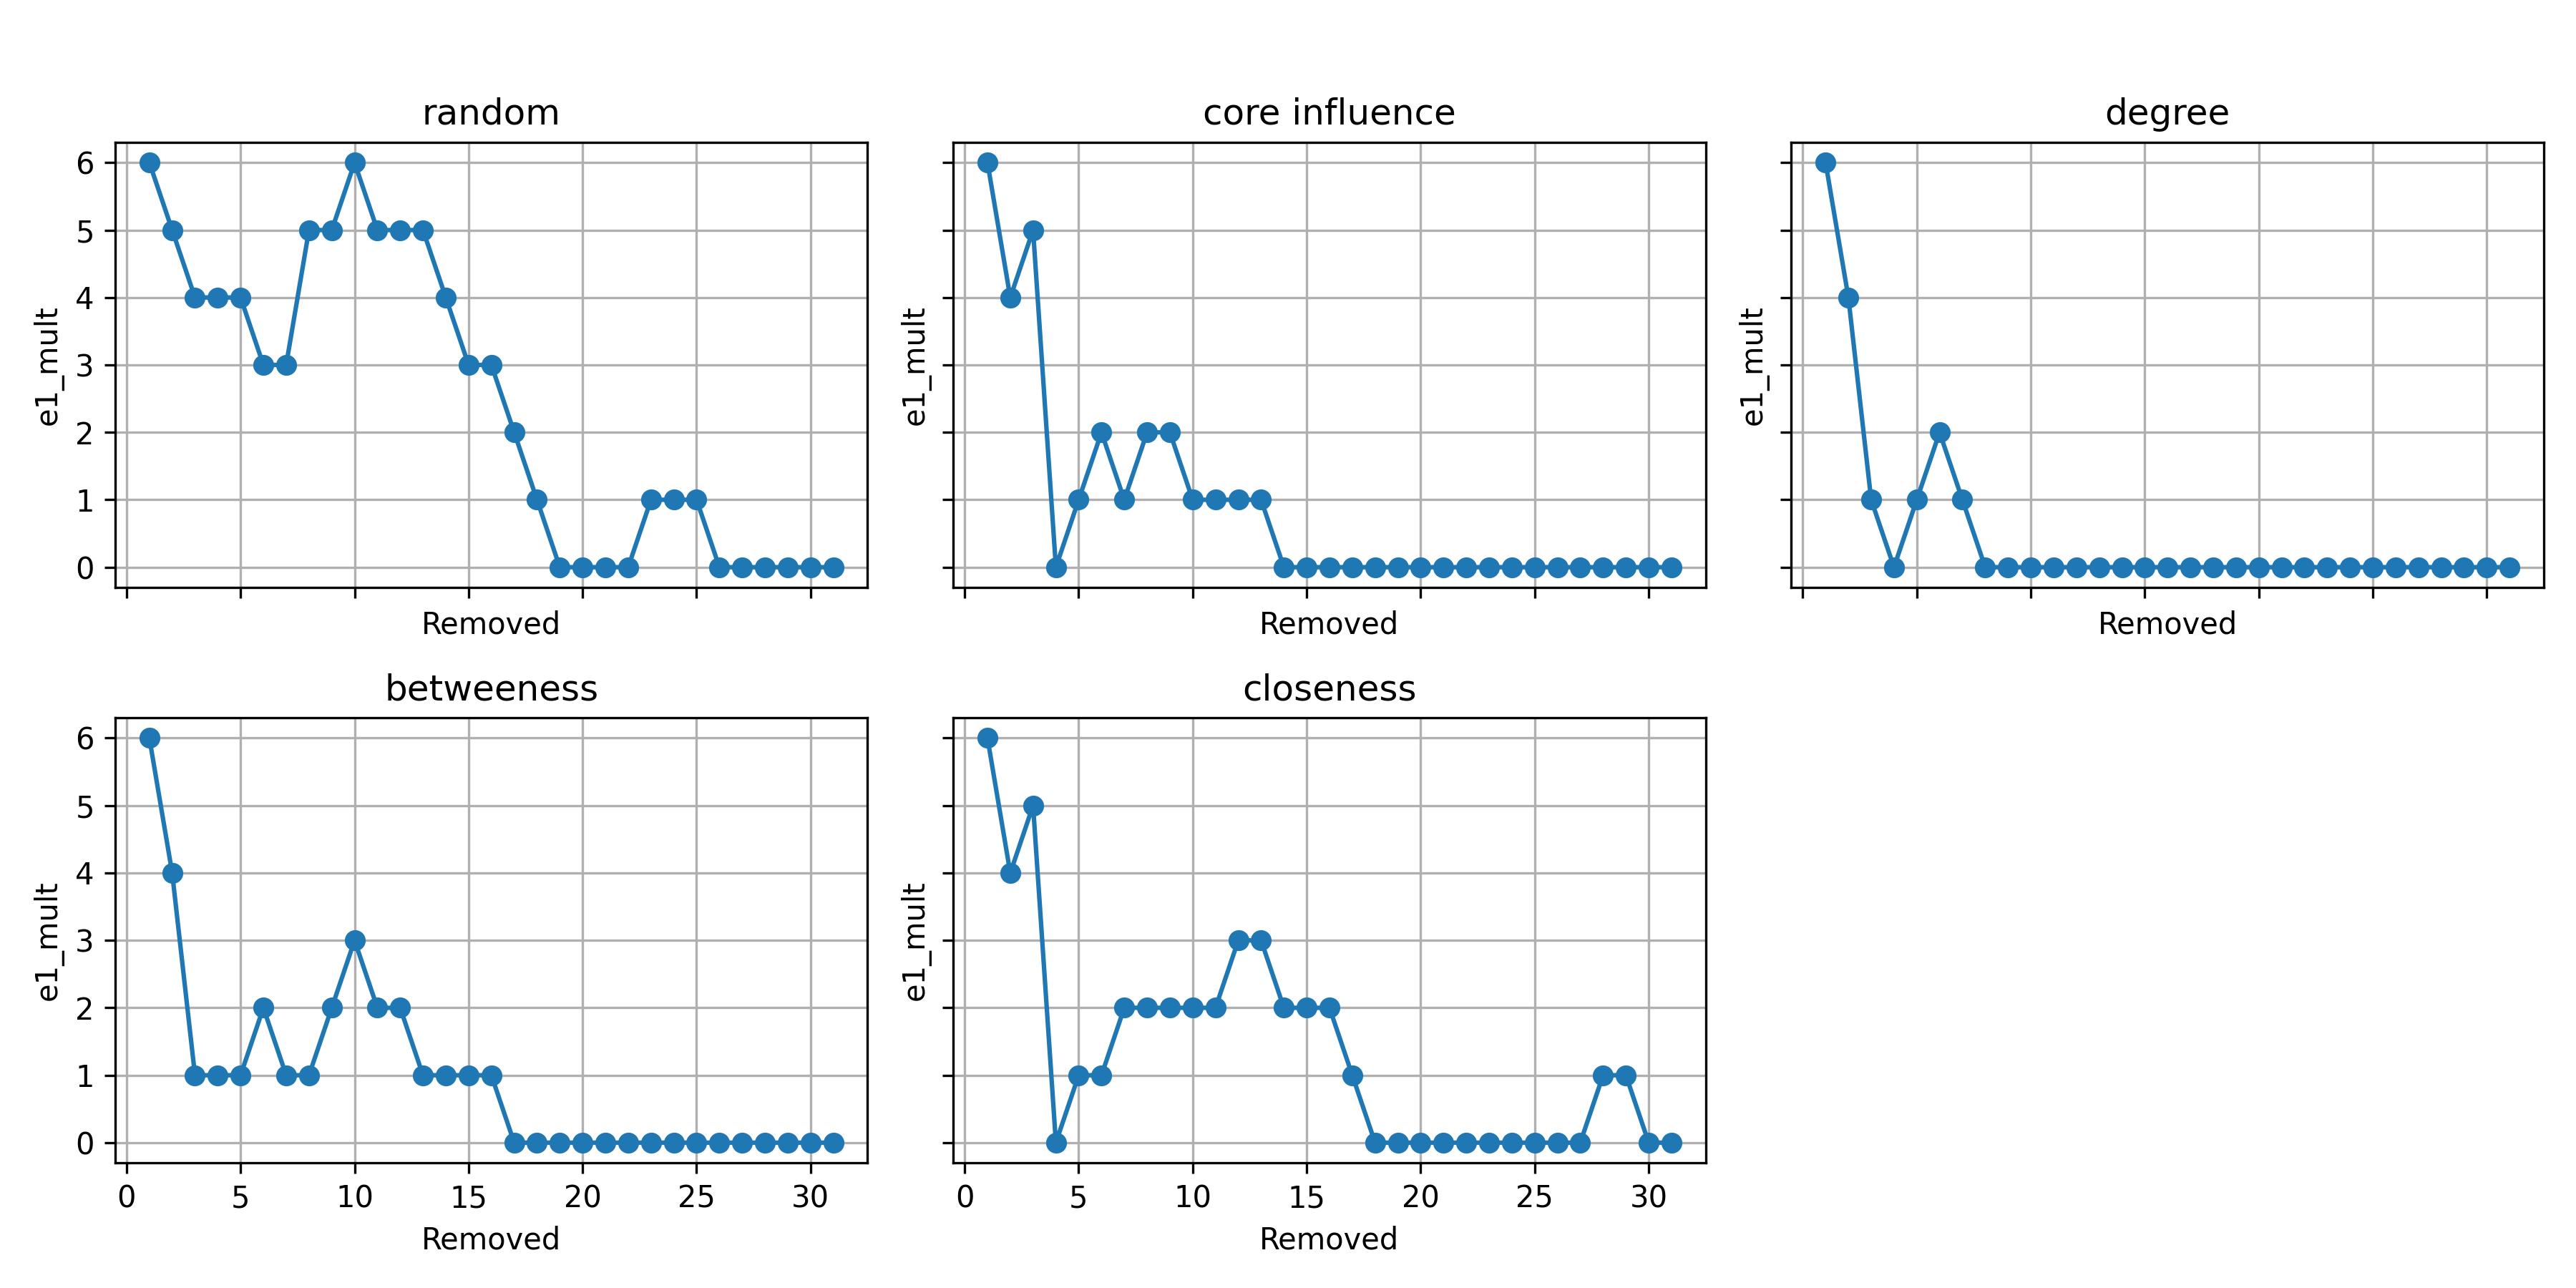 random
core influence
degree
6
5
4
3
2
1
0
e1_mult
e1_mult
e1_mult
Removed
Removed
Removed
betweeness
closeness
6
5
4
3
2
1
0
e1_mult
e1_mult
0 5 10 15 20 25 30
0 5 10 15 20 25 30
Removed
Removed